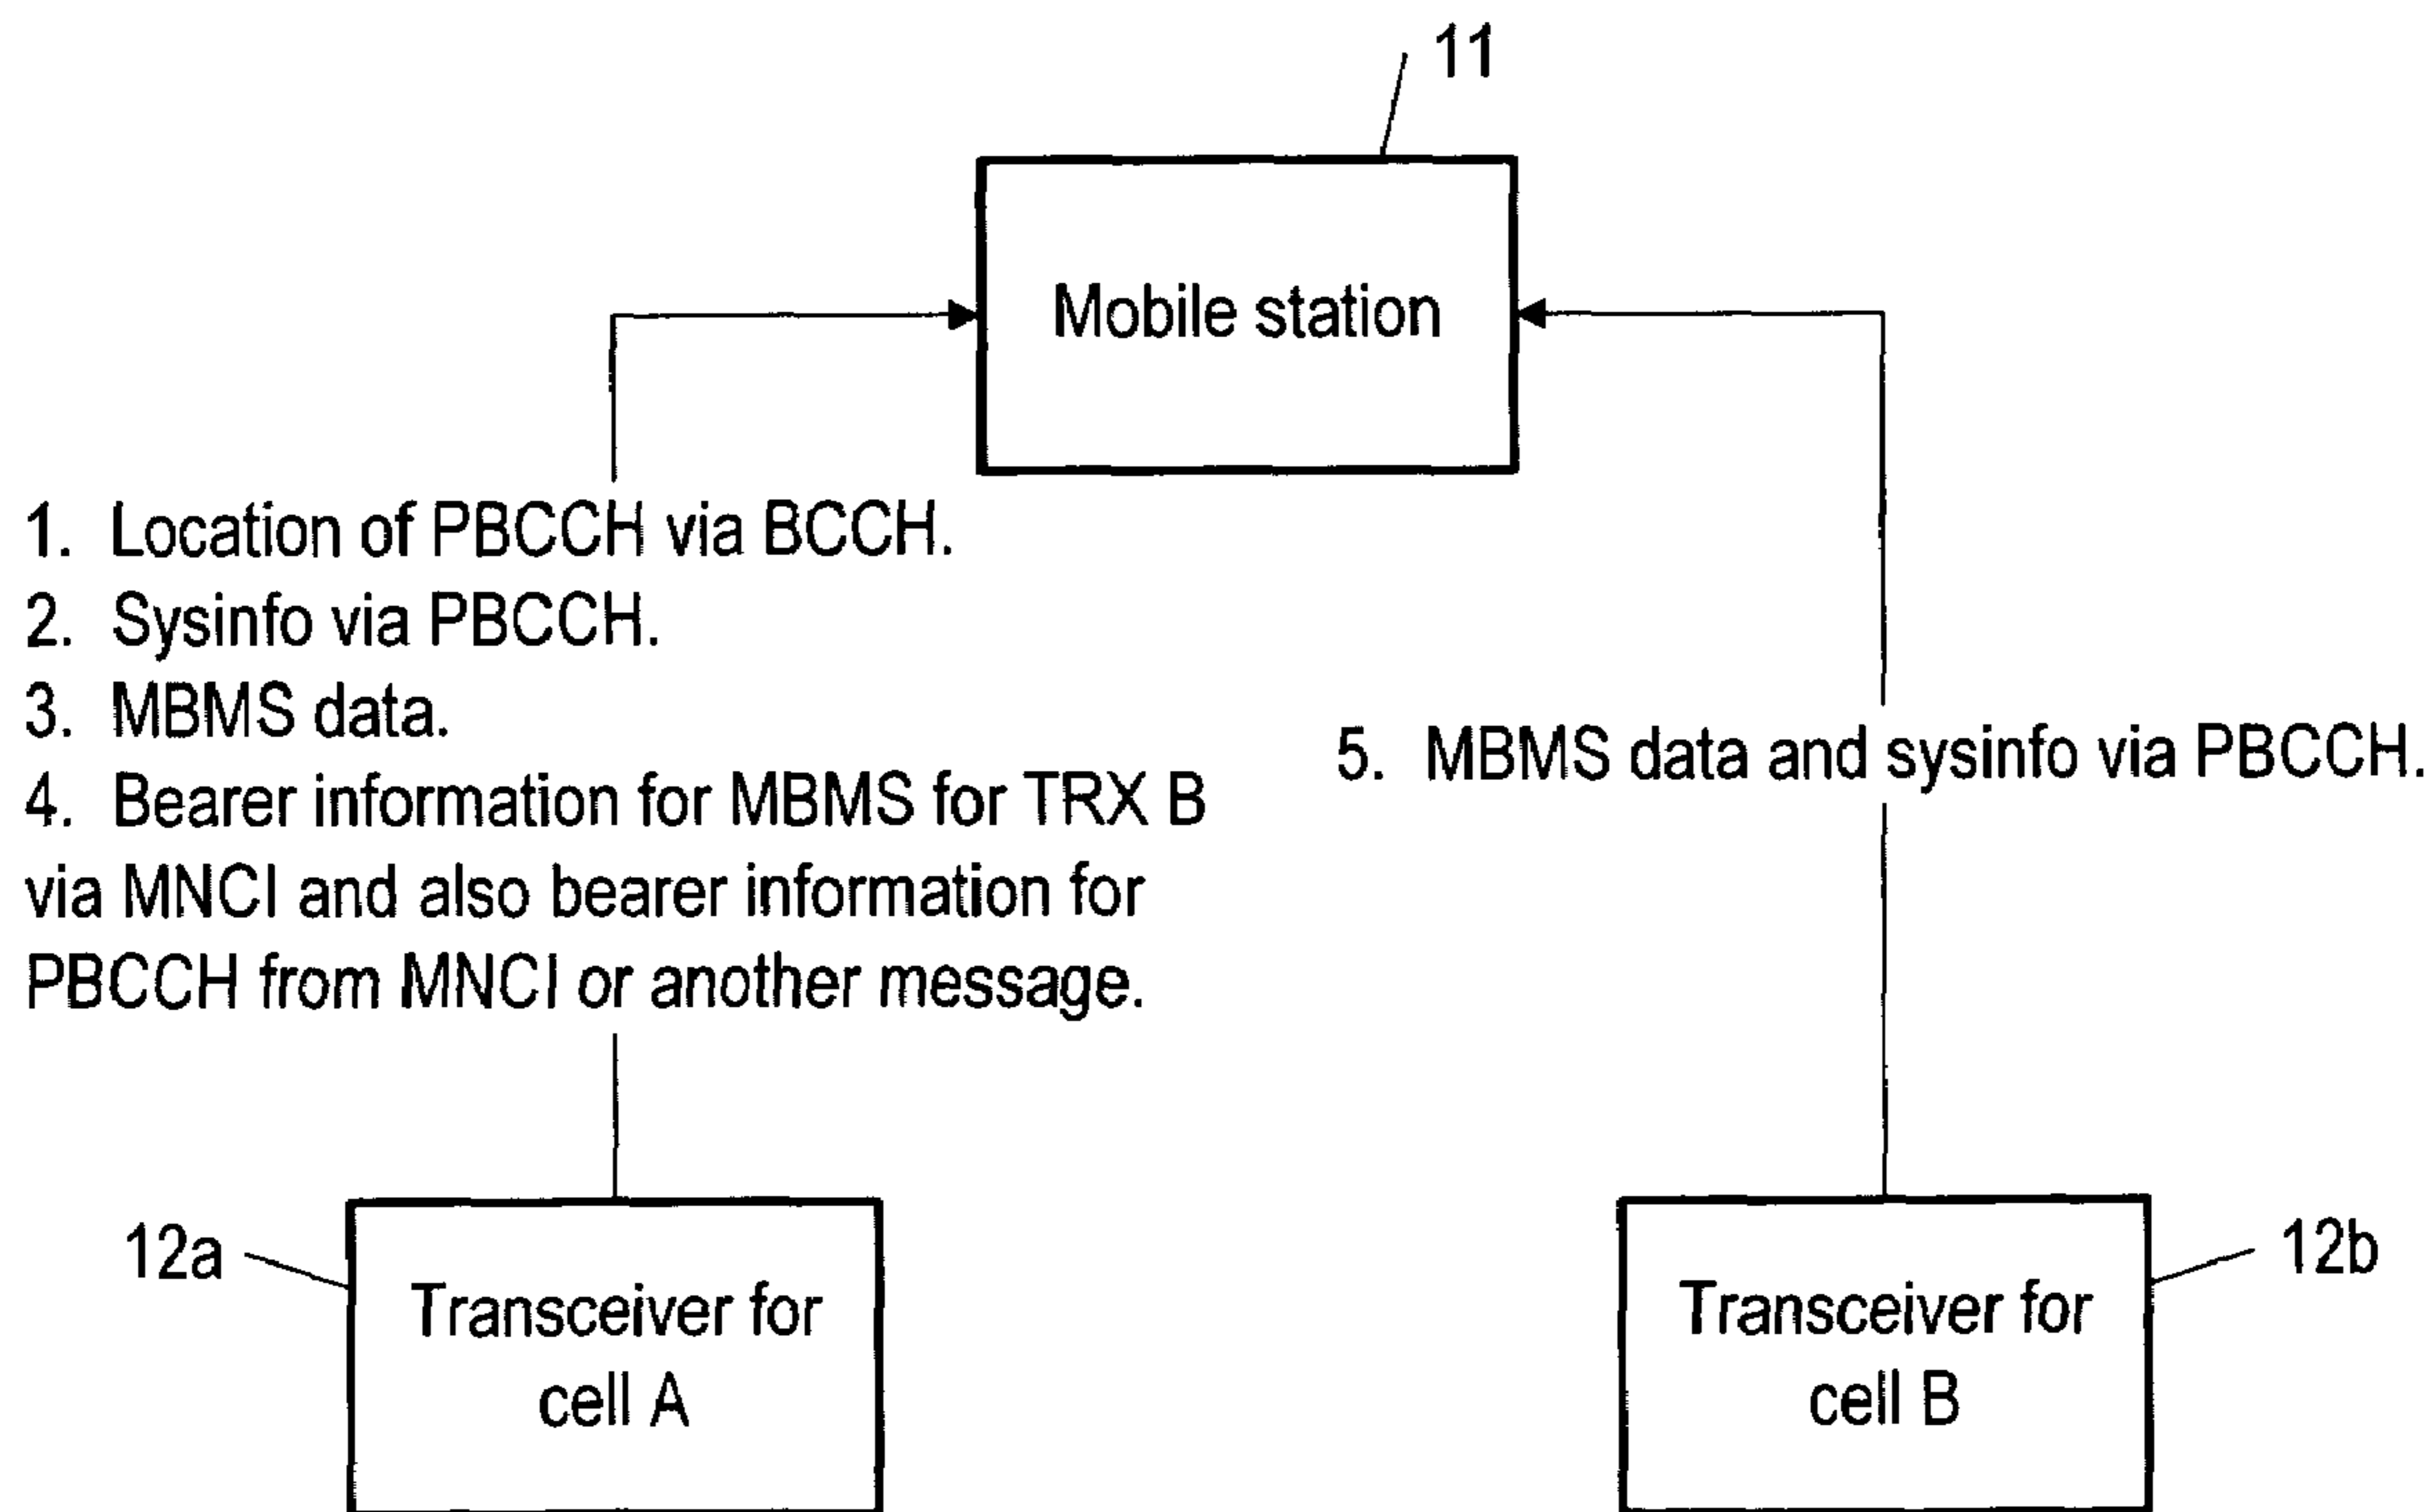 11
Mobile station
1. Location of PBCCH via BCCH.
2. Sysinfo via PBCCH.
3. MBMS data.
4. Bearer information for MBMS for TRX B
via MNCI and also bearer information for
PBCCH from MNCI or another message.
5. MBMS data and sysinfo via PBCCH.
12a
Transceiver for
cell A
Transceiver for
cell B
12b